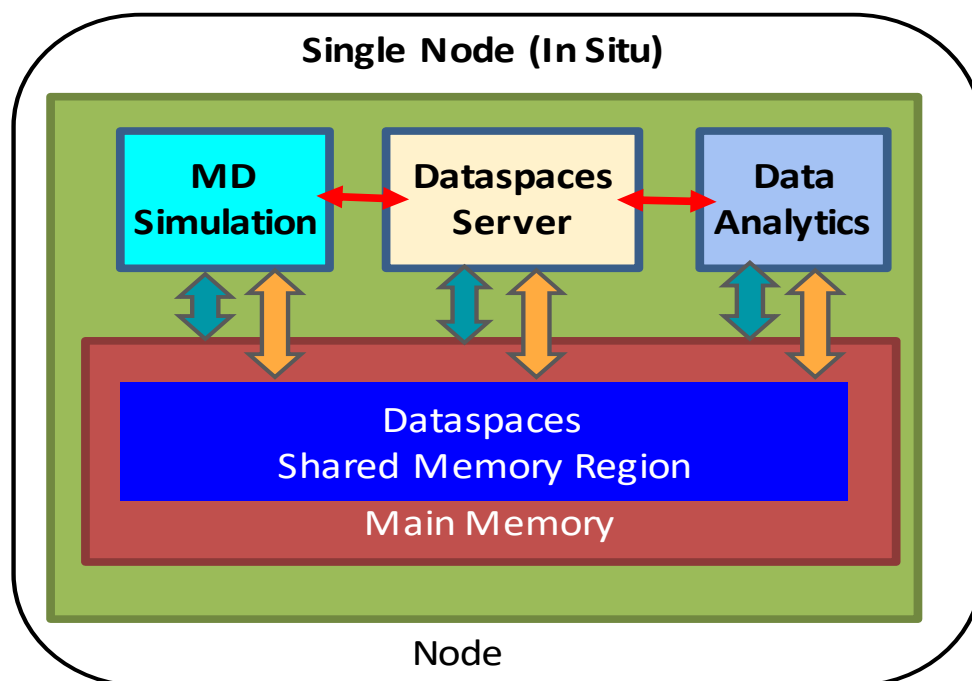 Single Node (In Situ)
MD
Simulation
Dataspaces
Server
Data
Analytics
Dataspaces
Shared Memory Region
Main Memory
Node